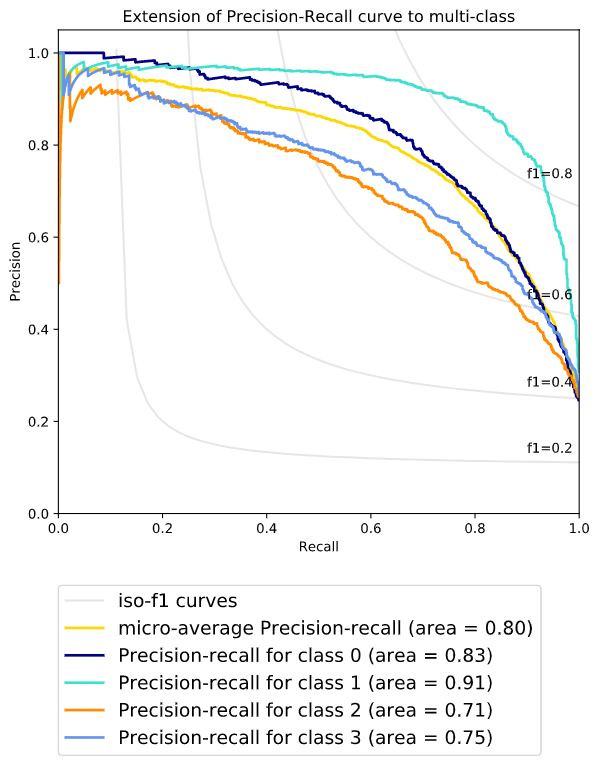 Extension of Precision-Recall curve to multi-class
1.0
0.8
f1=0.8
0.6
Precision
f1=0.6
0.4
f1=0.4
0.2
f1=0.2
0.0
0.0 0.2 0.4 0.6 0.8 1.0
Recall
iso-f1 curves
micro-average Precision-recall (area = 0.80)
Precision-recall for class 0 (area = 0.83)
Precision-recall for class 1 (area = 0.91)
Precision-recall for class 2 (area = 0.71)
Precision-recall for class 3 (area = 0.75)